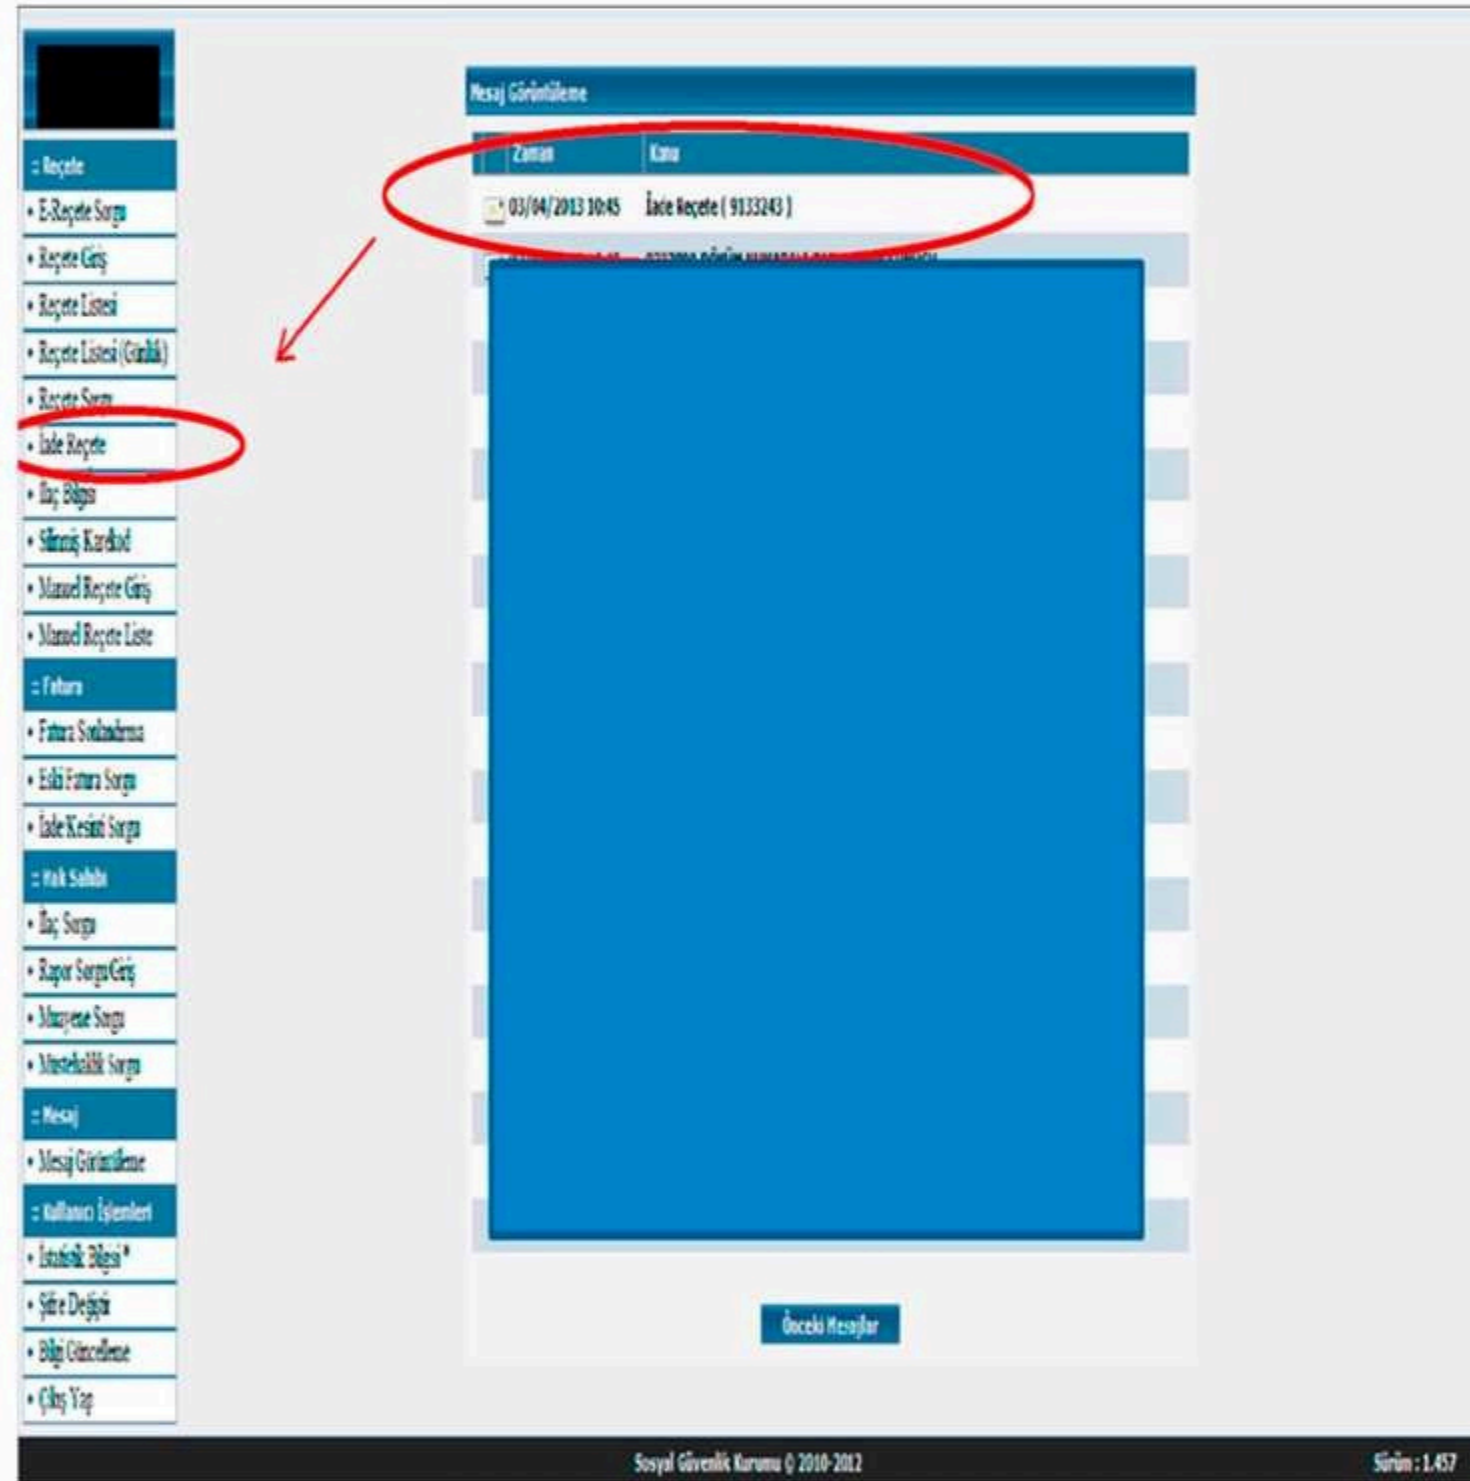 :: Reçete
• E-Reçete Sorgu
• Reçete Giriş
• Reçete Listesi
• Reçete Listesi (Günlük)
• Reçete Sorgu
• İade Reçete
• İlaç Bilgisi
• Silinmiş Karekod
• Manuel Reçete Giriş
• Manuel Reçete Liste
:: Fatura
• Fatura Sonlandırma
• Eski Fatura Sorgu
• İade Kesinti Sorgu
:: Hak Sahibi
• İlaç Sorgu
• Rapor Sorgu Giriş
• Muayene Sorgu
• Müstehaklık Sorgu
:: Mesaj
• Mesaj Görüntüleme
:: Kullanıcı İşlemleri
• İstatistik Bilgisi *
• Şifre Değiştir
• Bilgi Güncelleme
• Çıkış Yap
Mesaj Görüntüleme
Zaman Konu
03/04/2013 10:45 İade Reçete ( 9133243 )
Önceki Mesajlar
Sosyal Güvenlik Kurumu © 2010-2012
Sürüm : 1.457